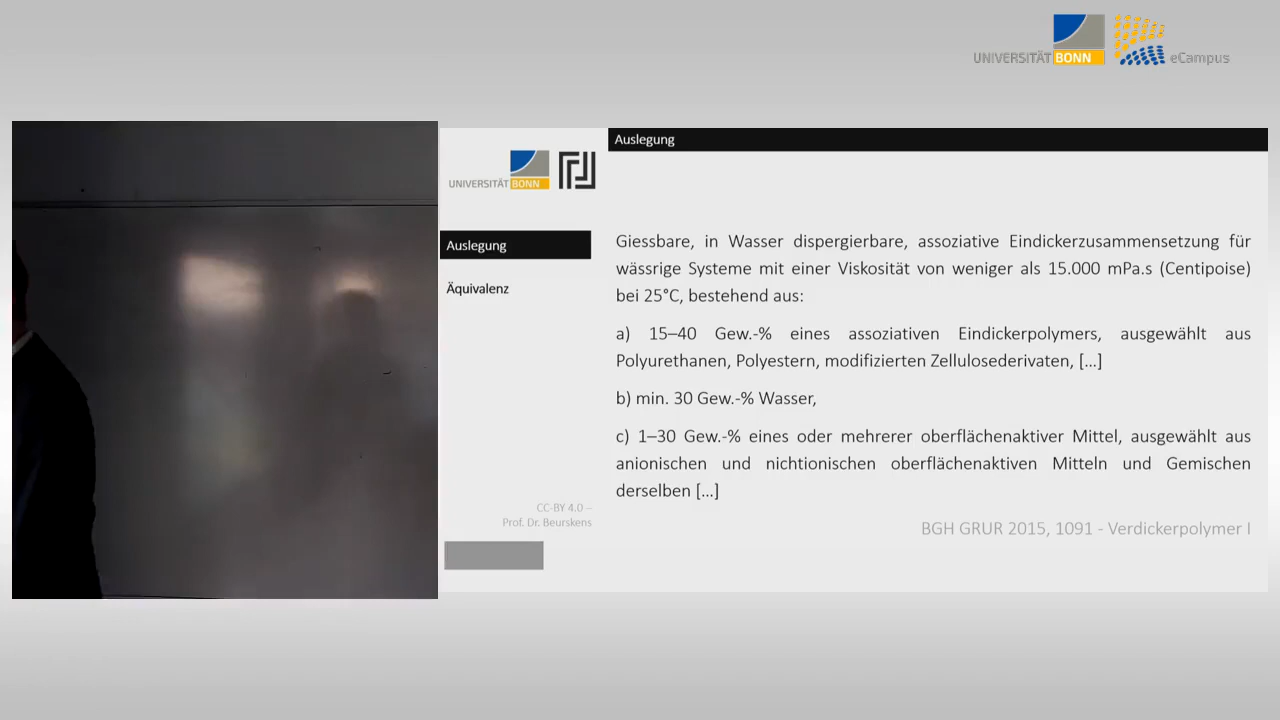 UNIVERSITÄT BONN eCampus
UNIVERSITÄT BONN
Auslegung
Auslegung
Äquivalenz
Giessbare, in Wasser dispergierbare, assoziative Eindickerzusammensetzung für
wässrige Systeme mit einer Viskosität von weniger als 15.000 mPa.s (Centipoise)
bei 25°C, bestehend aus:
a) 15–40 Gew.-% eines assoziativen Eindickerpolymers, ausgewählt aus
Polyurethanen, Polyestern, modifizierten Zellulosederivaten, […]
b) min. 30 Gew.-% Wasser,
c) 1–30 Gew.-% eines oder mehrerer oberflächenaktiver Mittel, ausgewählt aus
anionischen und nichtionischen oberflächenaktiven Mitteln und Gemischen
derselben […]
BGH GRUR 2015, 1091 - Verdickerpolymer I
CC-BY 4.0 –
Prof. Dr. Beurskens